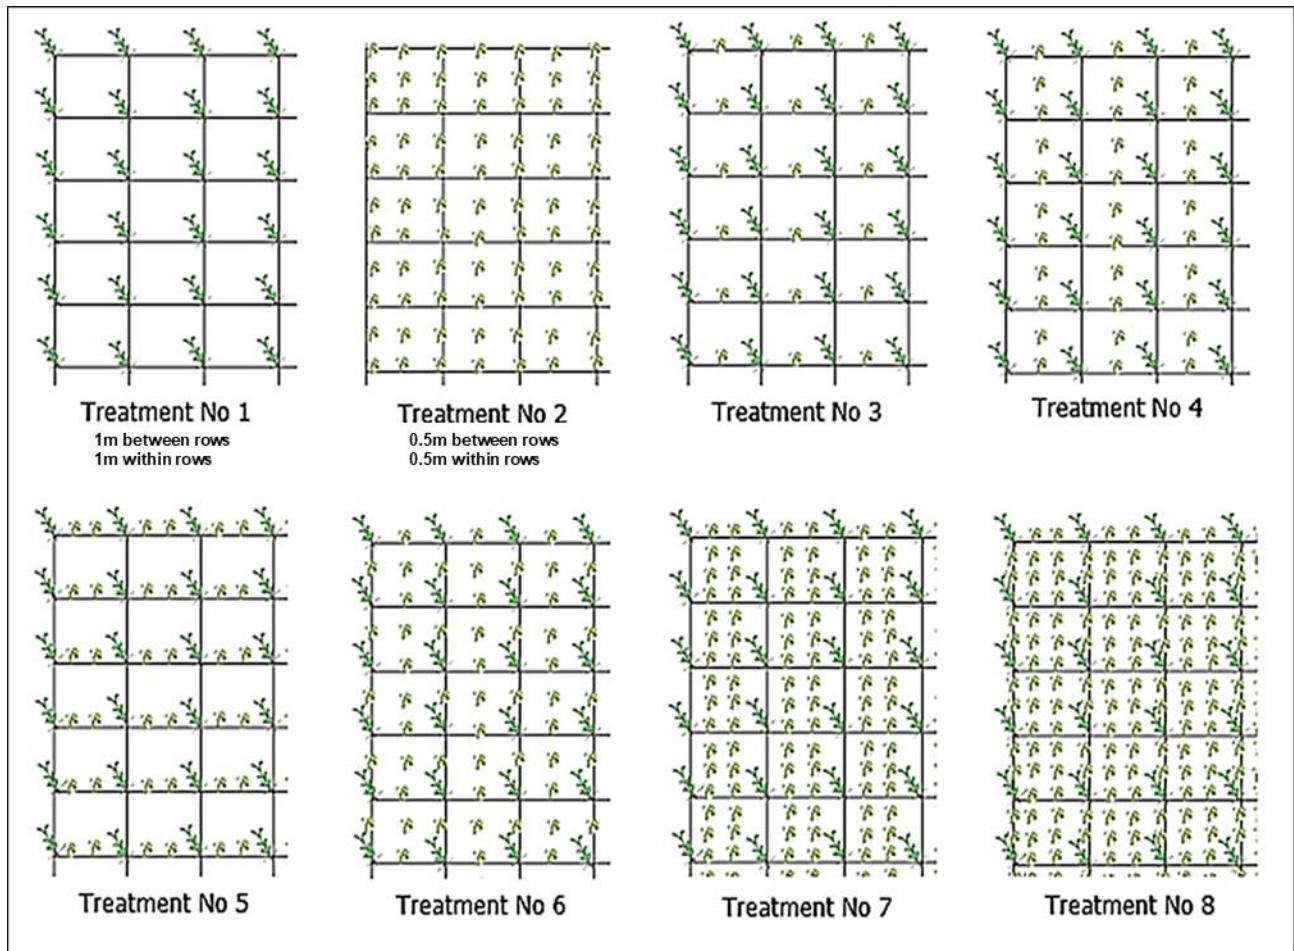 Treatment No 1
1m between rows
1m within rows
Treatment No 2
0.5m between rows
0.5m within rows
Treatment No 3
Treatment No 4
Treatment No 5
Treatment No 6
Treatment No 7
Treatment No 8